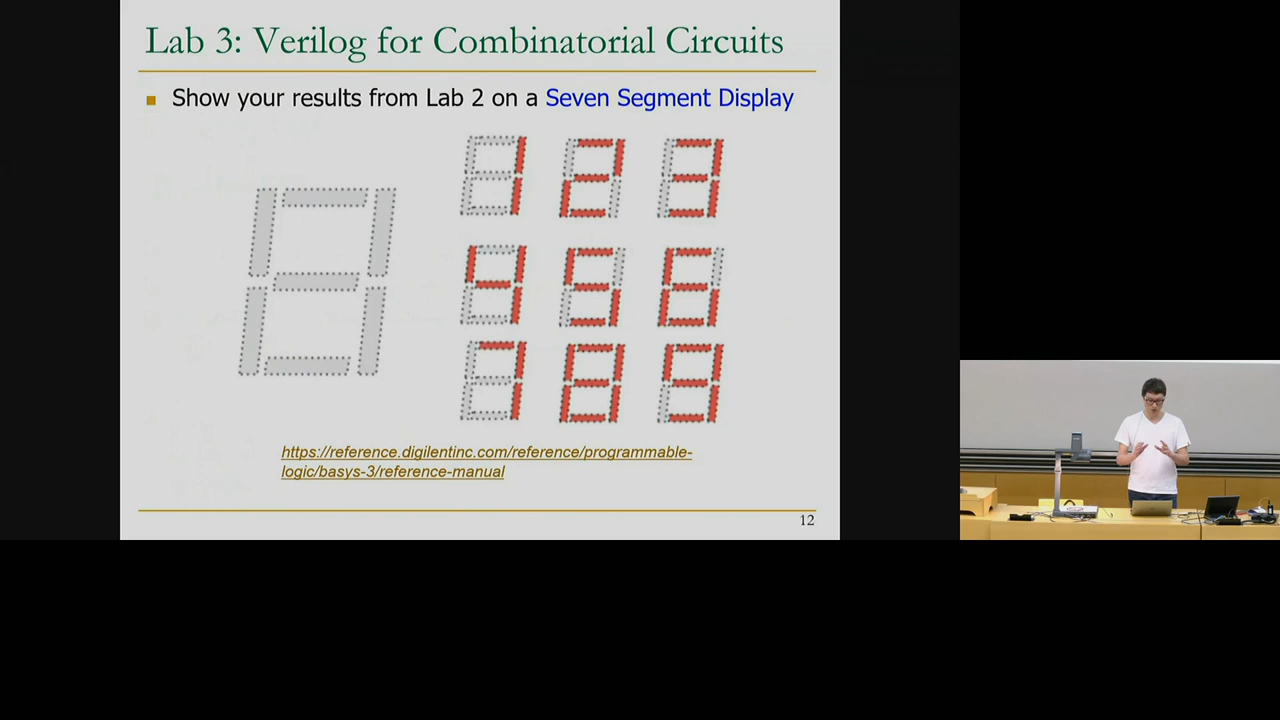 Lab 3: Verilog for Combinatorial Circuits
Show your results from Lab 2 on a Seven Segment Display
https://reference.digilentinc.com/reference/programmable-
logic/basys-3/reference-manual
12